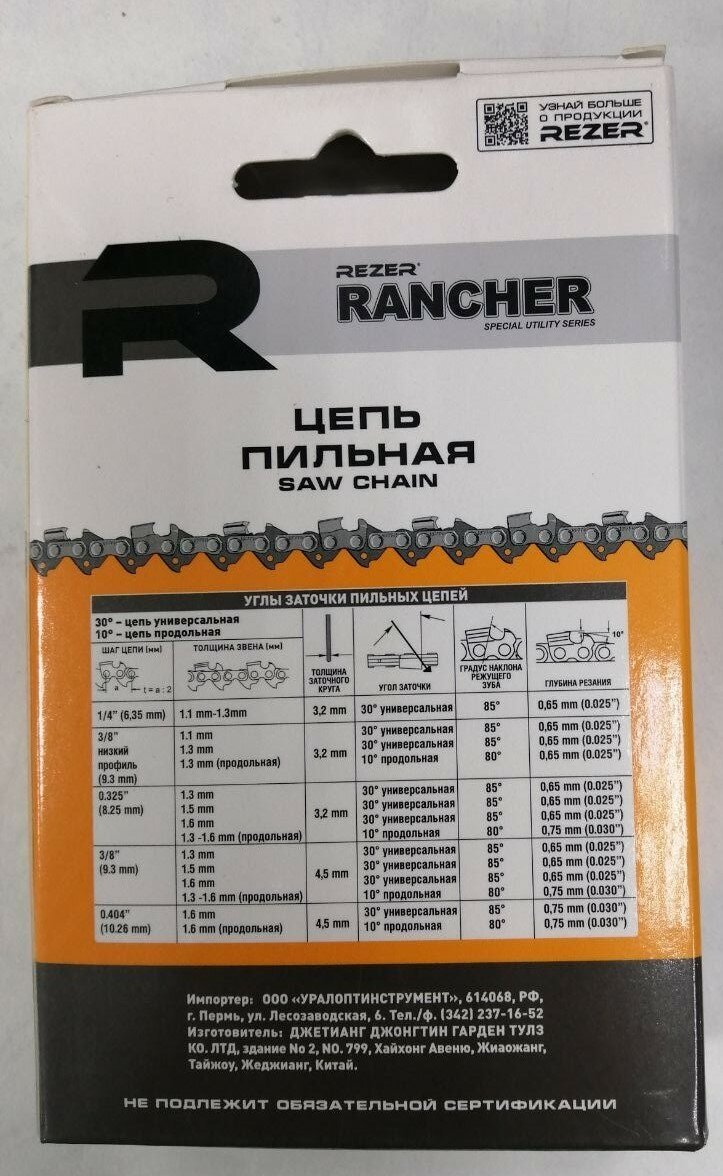 УЗНАЙ БОЛЬШЕ
О ПРОДУКЦИИ
REZER®
R
REZER®
RANCHER
SPECIAL UTILITY SERIES
ЦЕПЬ
ПИЛЬНАЯ
SAW CHAIN
УГЛЫ ЗАТОЧКИ ПИЛЬНЫХ ЦЕПЕЙ
30° – цепь универсальная
10° – цепь продольная
ШАГ ЦЕПИ (мм)
a
t = a : 2
ТОЛЩИНА ЗВЕНА (мм)
ТОЛЩИНА
ЗАТОЧНОГО
КРУГА
УГОЛ ЗАТОЧКИ
ГРАДУС НАКЛОНА
РЕЖУЩЕГО
ЗУБА
10°
ГЛУБИНА РЕЗАНИЯ
1/4” (6,35 mm) 1.1 mm-1.3mm 3,2 mm 30° универсальная 85° 0,65 mm (0.025”)
3/8” 1.1 mm 30° универсальная 85° 0,65 mm (0.025”)
низкий 1.3 mm 3,2 mm 30° универсальная 85° 0,65 mm (0.025”)
профиль 1.3 mm (продольная) 10° продольная 80° 0,65 mm (0.025”)
(9.3 mm)
0.325” 1.3 mm 30° универсальная 85° 0,65 mm (0.025”)
(8.25 mm) 1.5 mm 3,2 mm 30° универсальная 85° 0,65 mm (0.025”)
1.6 mm 30° универсальная 85° 0,65 mm (0.025”)
1.3 -1.6 mm (продольная) 10° продольная 80° 0,75 mm (0.030”)
3/8” 1.3 mm 30° универсальная 85° 0,65 mm (0.025”)
(9.3 mm) 1.5 mm 4,5 mm 30° универсальная 85° 0,65 mm (0.025”)
1.6 mm 30° универсальная 85° 0,65 mm (0.025”)
1.3 -1.6 mm (продольная) 10° продольная 80° 0,75 mm (0.030”)
0.404” 1.6 mm 4,5 mm 30° универсальная 85° 0,75 mm (0.030”)
(10.26 mm) 1.6 mm (продольная) 10° продольная 80° 0,75 mm (0.030”)
Импортер: ООО «УРАЛОПТИНСТРУМЕНТ», 614068, РФ,
г. Пермь, ул. Лесозаводская, 6. Тел./ф. (342) 237-16-52
Изготовитель: ДЖЕТИАНГ ДЖОНГТИН ГАРДЕН ТУЛЗ
КО. ЛТД, здание No 2, NO. 799, Хайхонг Авеню, Жиаожанг,
Тайжоу, Жеджианг, Китай.
НЕ ПОДЛЕЖИТ ОБЯЗАТЕЛЬНОЙ СЕРТИФИКАЦИИ